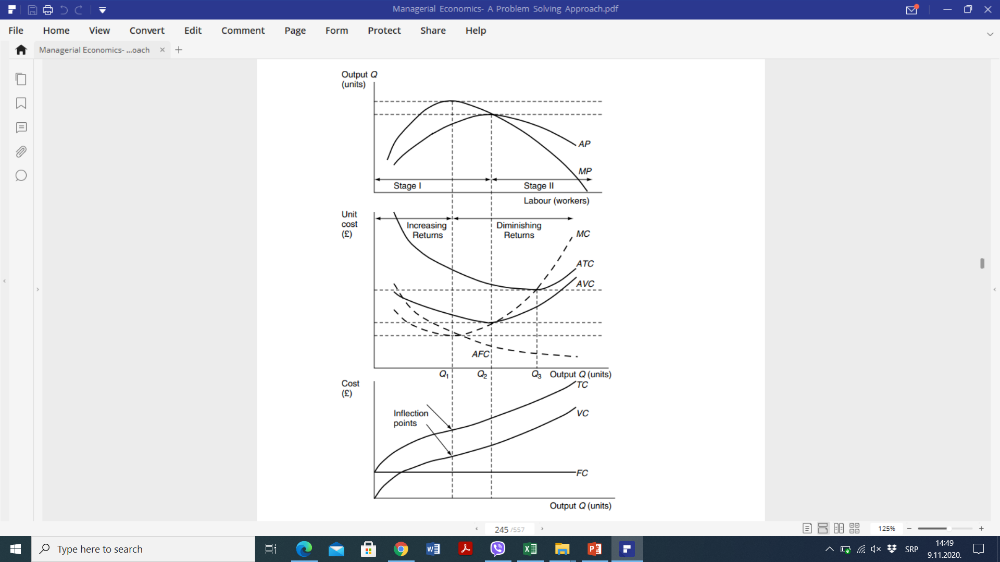 Managerial Economics- A Problem Solving Approach.pdf
File Home View Convert Edit Comment Page Form Protect Share Help
Managerial Economics- ...oach
Output Q
(units)
AP
MP
Stage I
Stage II
Labour (workers)
Unit
cost
(£)
Increasing
Returns
Diminishing
Returns
MC
ATC
AVC
AFC
Q1
Q2
Q3
Output Q (units)
Cost
(£)
TC
Inflection
points
VC
FC
Output Q (units)
245 /557
125%
Type here to search
SRP
14:49
9.11.2020.